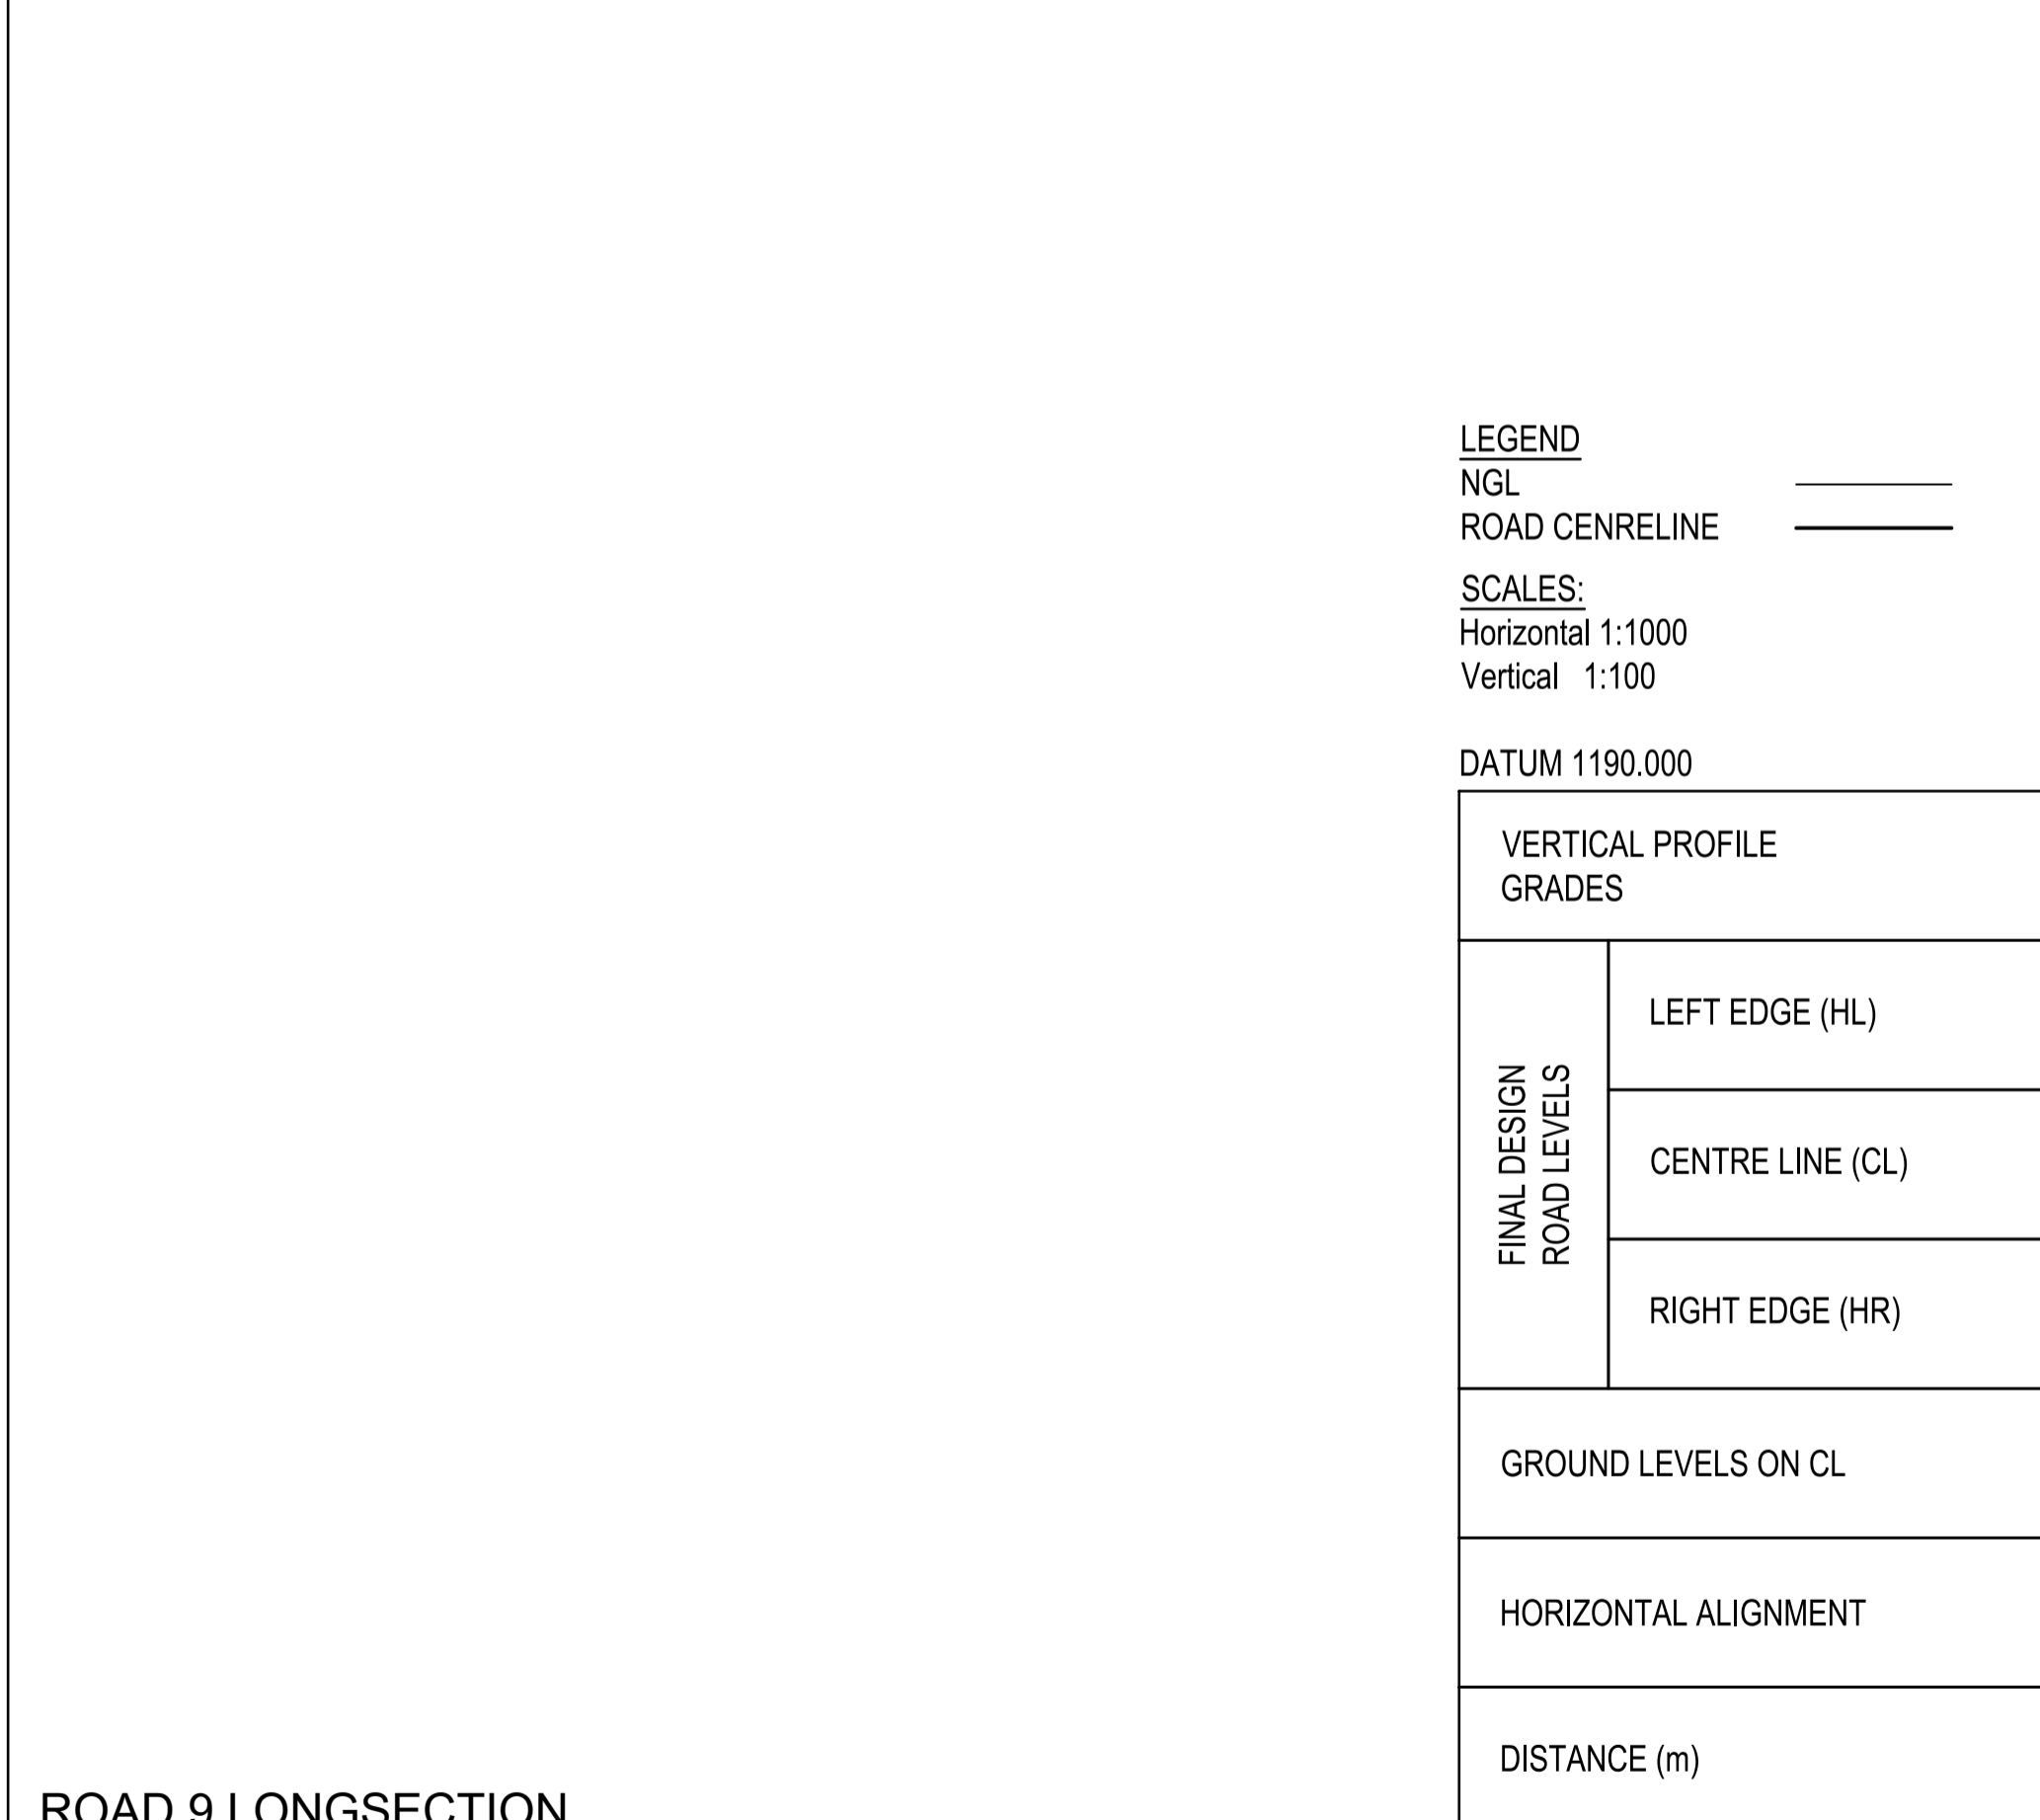 LEGEND
NGL
ROAD CENRELINE
SCALES:
Horizontal 1:1000
Vertical 1:100
DATUM 1190.000
VERTICAL PROFILE
GRADES
FINAL DESIGN
ROAD LEVELS
LEFT EDGE (HL)
CENTRE LINE (CL)
RIGHT EDGE (HR)
GROUND LEVELS ON CL
HORIZONTAL ALIGNMENT
DISTANCE (m)
ROAD 9 LONGSECTION